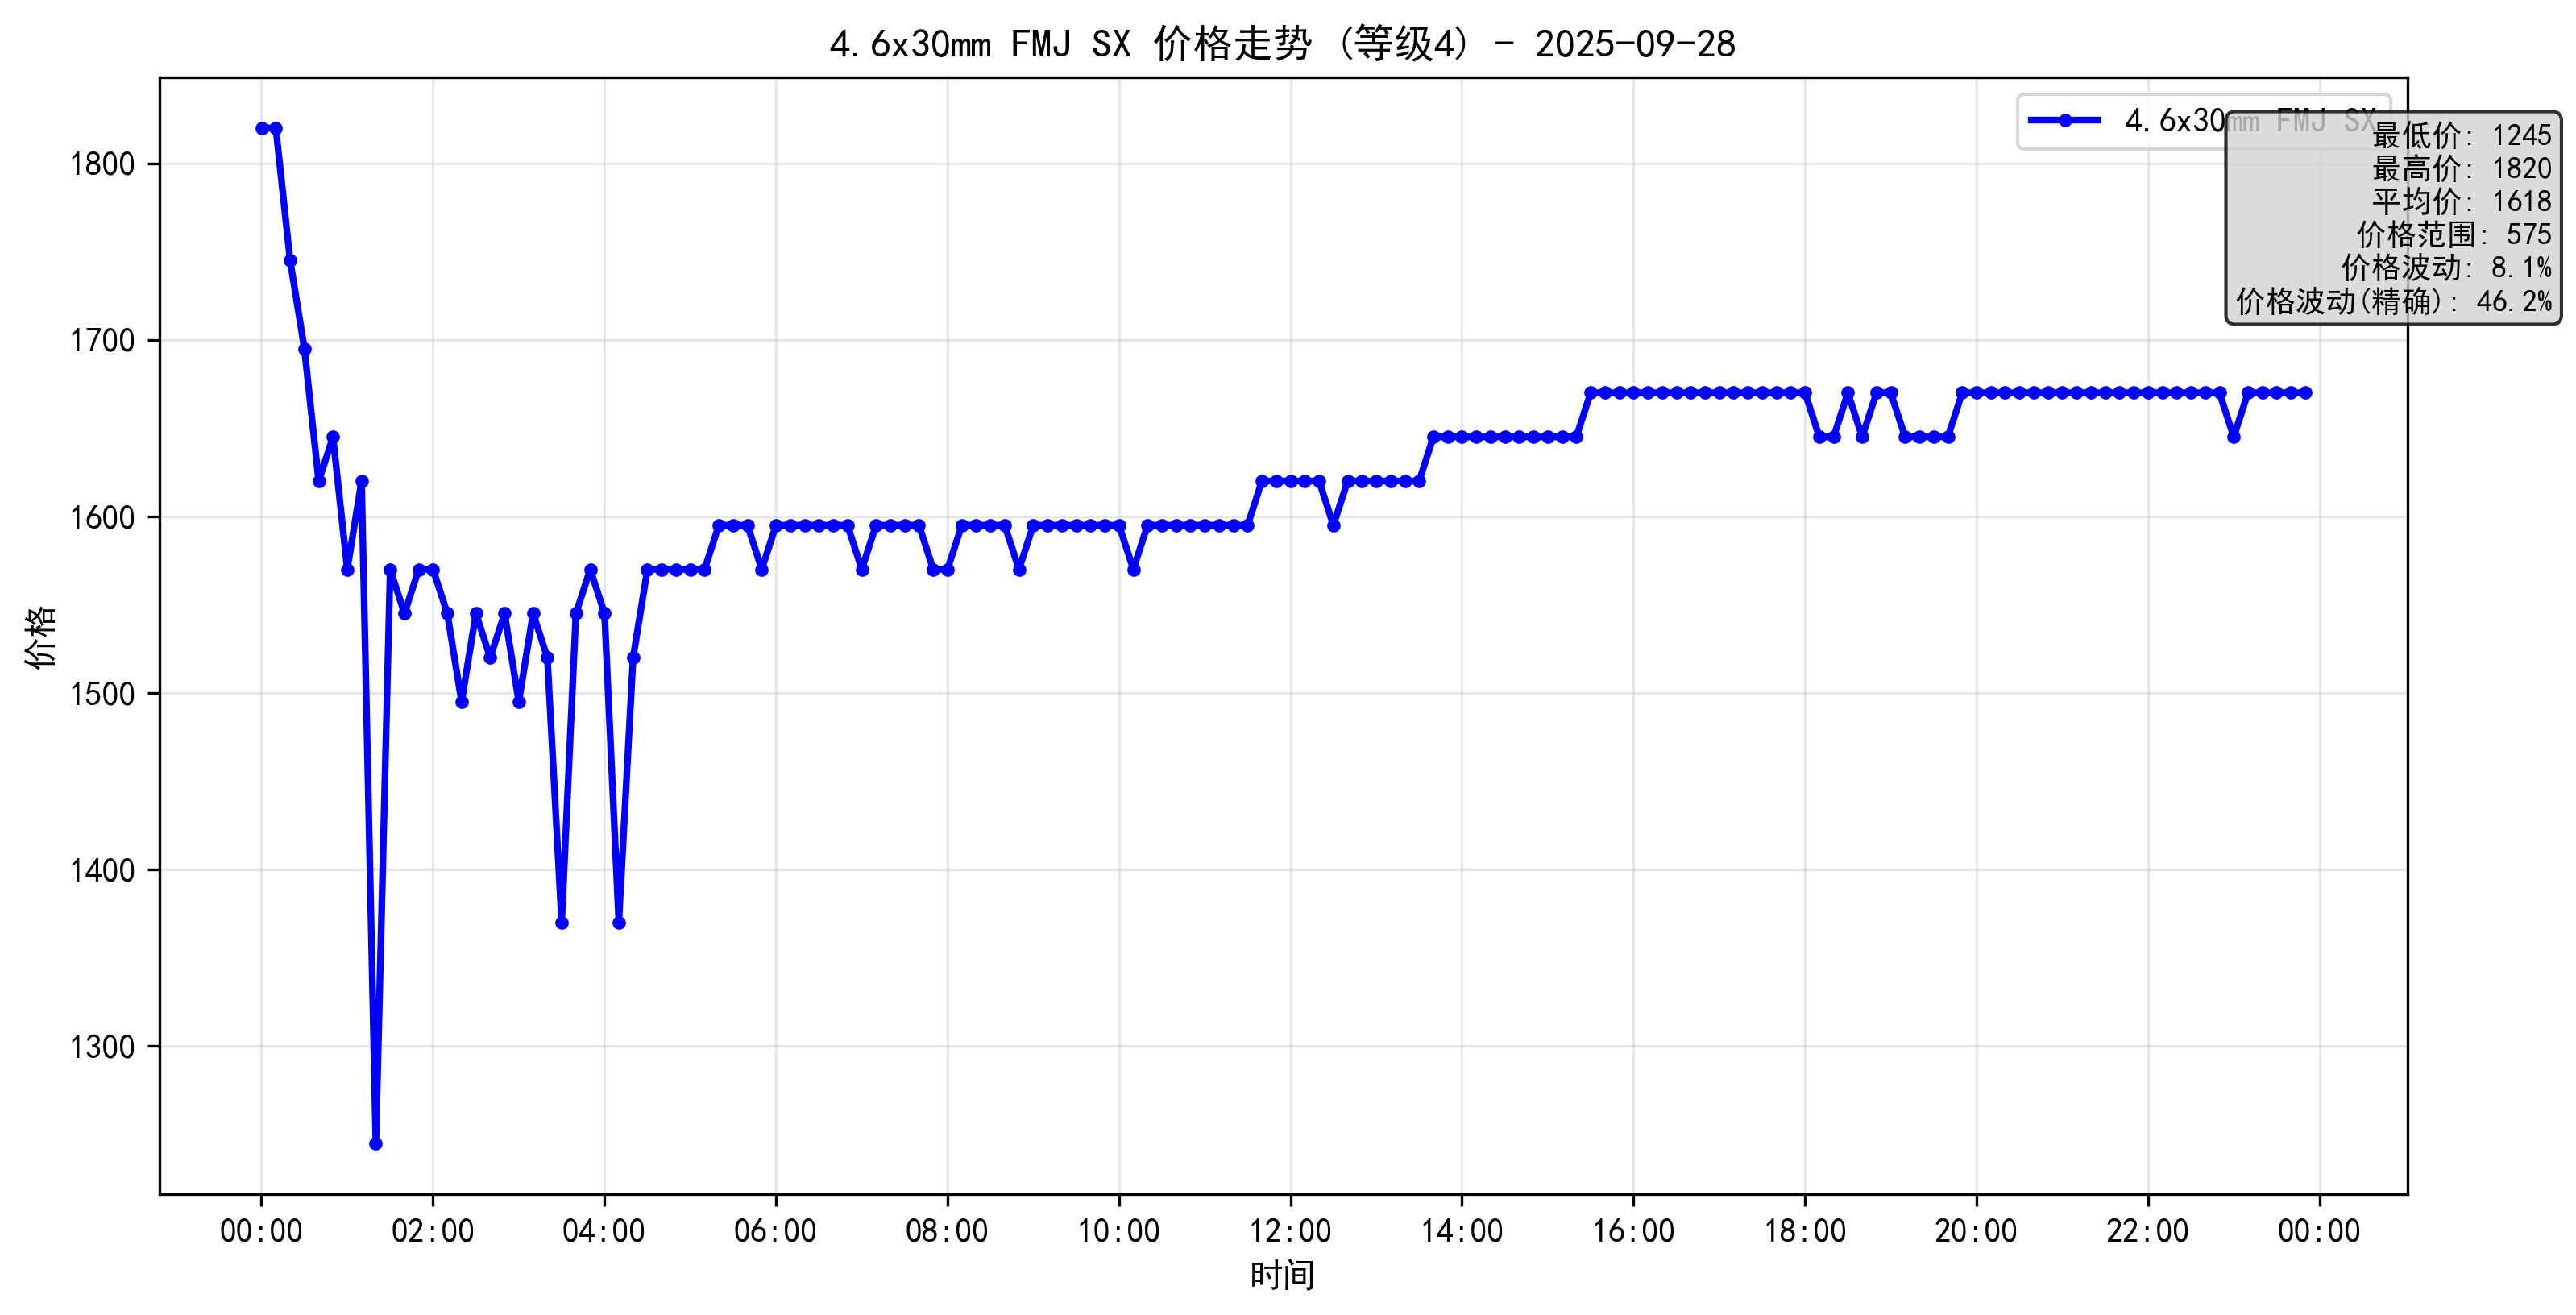 4.6x30mm FMJ SX 价格走势 (等级4) - 2025-09-28
4.6x30mm FMJ SX
最低价: 1245
最高价: 1820
平均价: 1618
价格范围: 575
价格波动: 8.1%
价格波动(精确): 46.2%
价格
1800
1700
1600
1500
1400
1300
00:00 02:00 04:00 06:00 08:00 10:00 12:00 14:00 16:00 18:00 20:00 22:00 00:00
时间